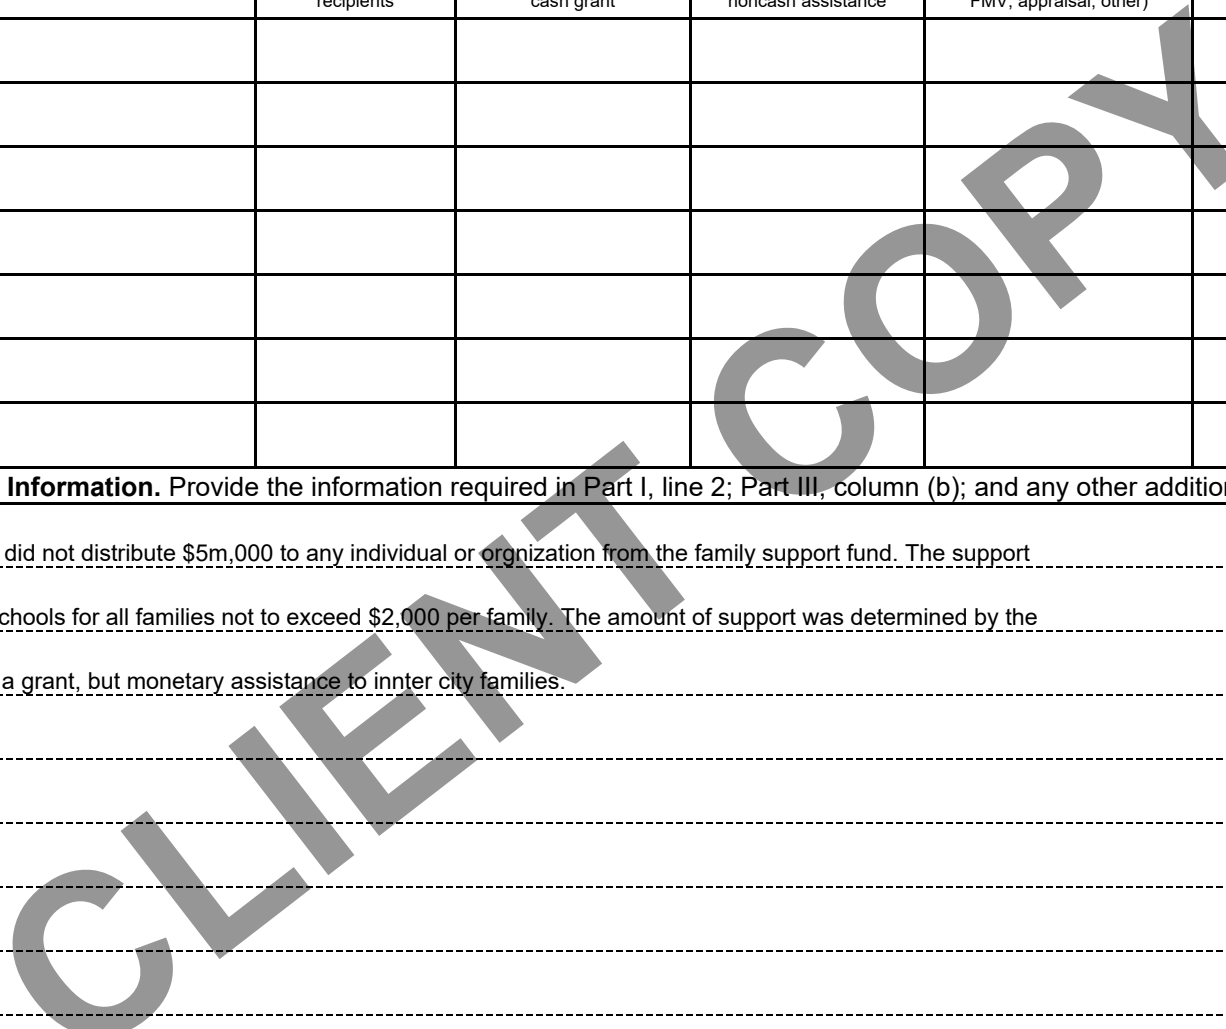 recipients cash grant noncash assistance FMV, appraisal, other)
Information. Provide the information required in Part I, line 2; Part III, column (b); and any other
did not distribute $5m,000 to any individual or orgnization from the family support fund. The support
chools for all families not to exceed $2,000 per family. The amount of support was determined by the
a grant, but monetary assistance to innter city families.
CLIENT COPY